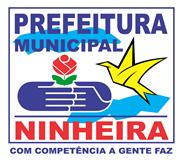 PREFEITURA
MUNICIPAL
NINHEIRA
COM COMPETÊNCIA A GENTE FAZ